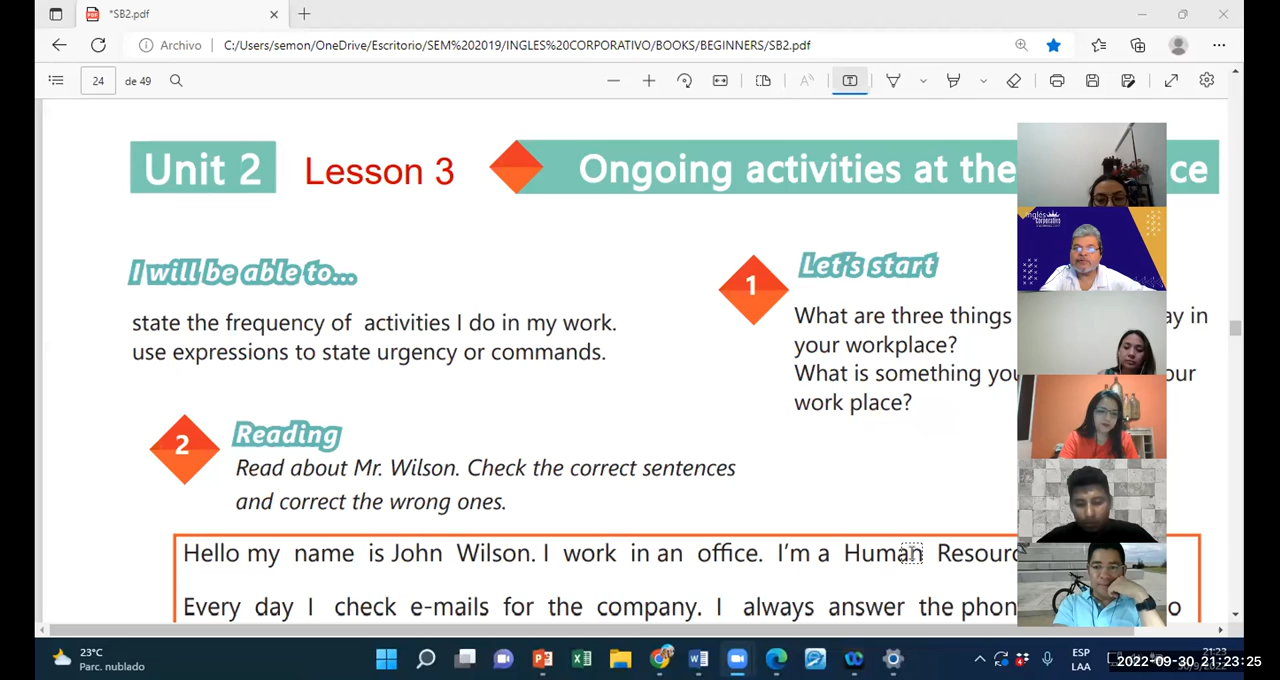 *SB2.pdf
Archivo
C:/Users/semon/OneDrive/Escritorio/SEM%202019/INGLES%20CORPORATIVO/BOOKS/BEGINNERS/SB2.pdf
24 de 49
Unit 2 Lesson 3 Ongoing activities at the ce
inglés
corporativo
I will be able to...
state the frequency of activities I do in my work.
use expressions to state urgency or commands.
1 Let's start
What are three things ay in
your workplace?
What is something you our
work place?
2 Reading
Read about Mr. Wilson. Check the correct sentences
and correct the wrong ones.
Hello my name is John Wilson. I work in an office. I'm a Human Resourc
Every day I check e-mails for the company. I always answer the phon o
23°C
Parc. nublado
ESP
LAA
21:23
2022-09-30 21:23:25